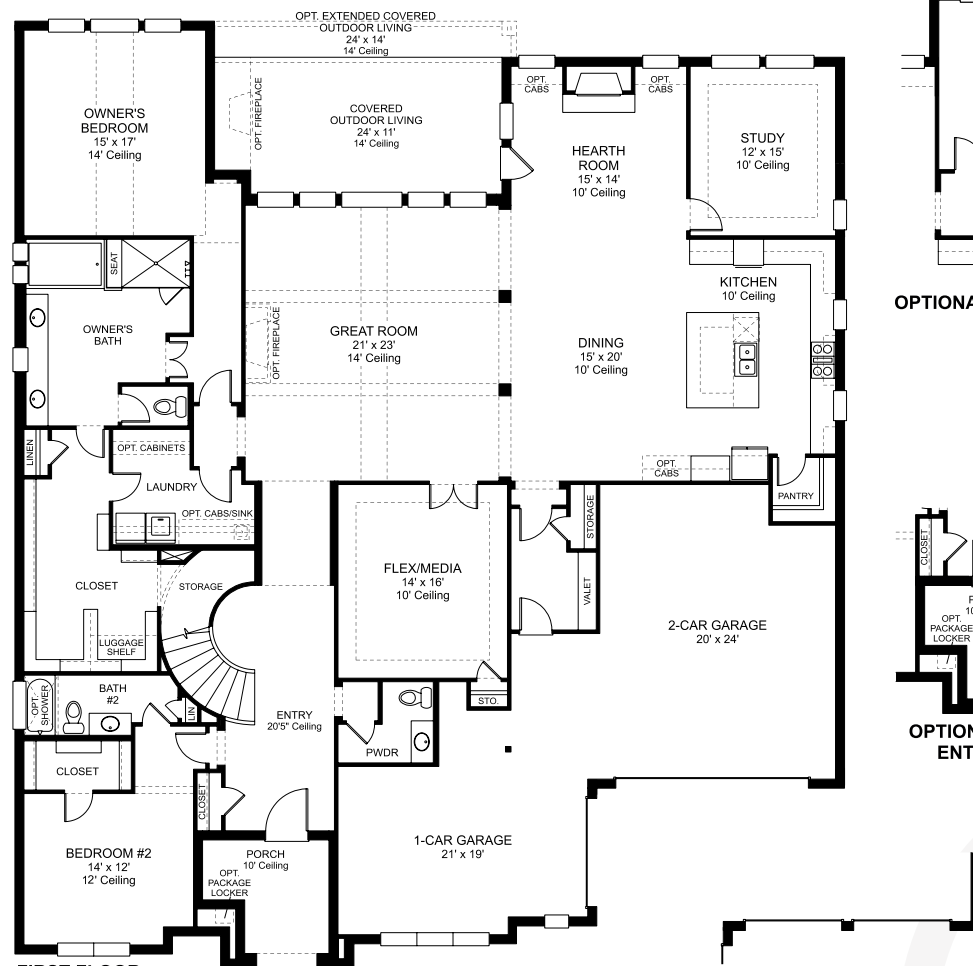 OPT. EXTENDED COVERED
OUTDOOR LIVING
24' x 14'
14' Ceiling
OWNER'S
BEDROOM
15' x 17'
14' Ceiling
OPT. FIREPLACE
COVERED
OUTDOOR LIVING
24' x 11'
14' Ceiling
OPT.
CABS
OPT.
CABS
HEARTH
ROOM
15' x 14'
10' Ceiling
STUDY
12' x 15'
10' Ceiling
SEAT
OWNER'S
BATH
OPT. FIREPLACE
GREAT ROOM
21' x 23'
14' Ceiling
DINING
15' x 20'
10' Ceiling
KITCHEN
10' Ceiling
OPTIONA
LINEN
OPT. CABINETS
LAUNDRY
OPT. CABS/SINK
OPT.
CABS
PANTRY
STORAGE
VALET
CLOSET
STORAGE
LUGGAGE
SHELF
FLEX/MEDIA
14' x 16'
10' Ceiling
2-CAR GARAGE
20' x 24'
CLOSET
OPT.
PACKAGE
LOCKER
P
10
OPT.
SHOWER
BATH
#2
LIN
ENTRY
20'5" Ceiling
STO.
PWDR
OPTION
ENT
CLOSET
CLOSET
BEDROOM #2
14' x 12'
12' Ceiling
PORCH
10' Ceiling
OPT.
PACKAGE
LOCKER
1-CAR GARAGE
21' x 19'
FIRST FLOOR